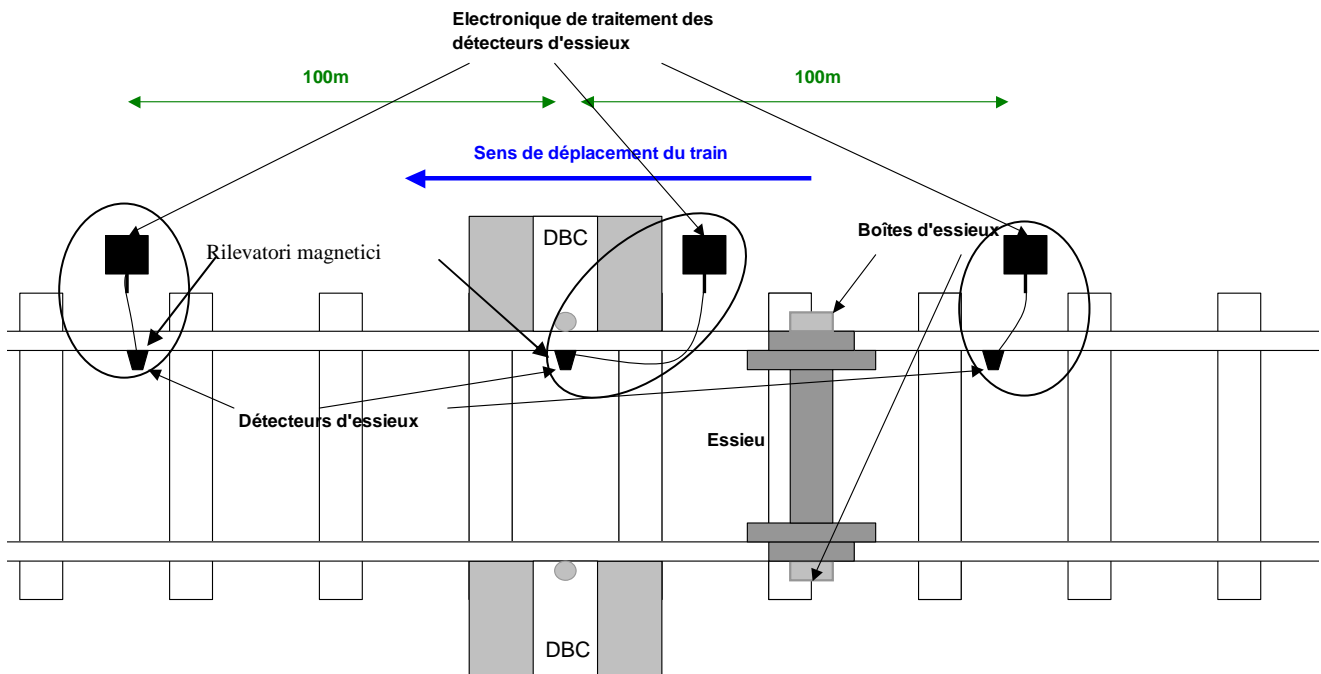 Electronique de traitement des
détecteurs d'essieux
100m
100m
Sens de déplacement du train
DBC
Boîtes d'essieux
Rilevatori magnetici
Détecteurs d'essieux
Essieu
DBC